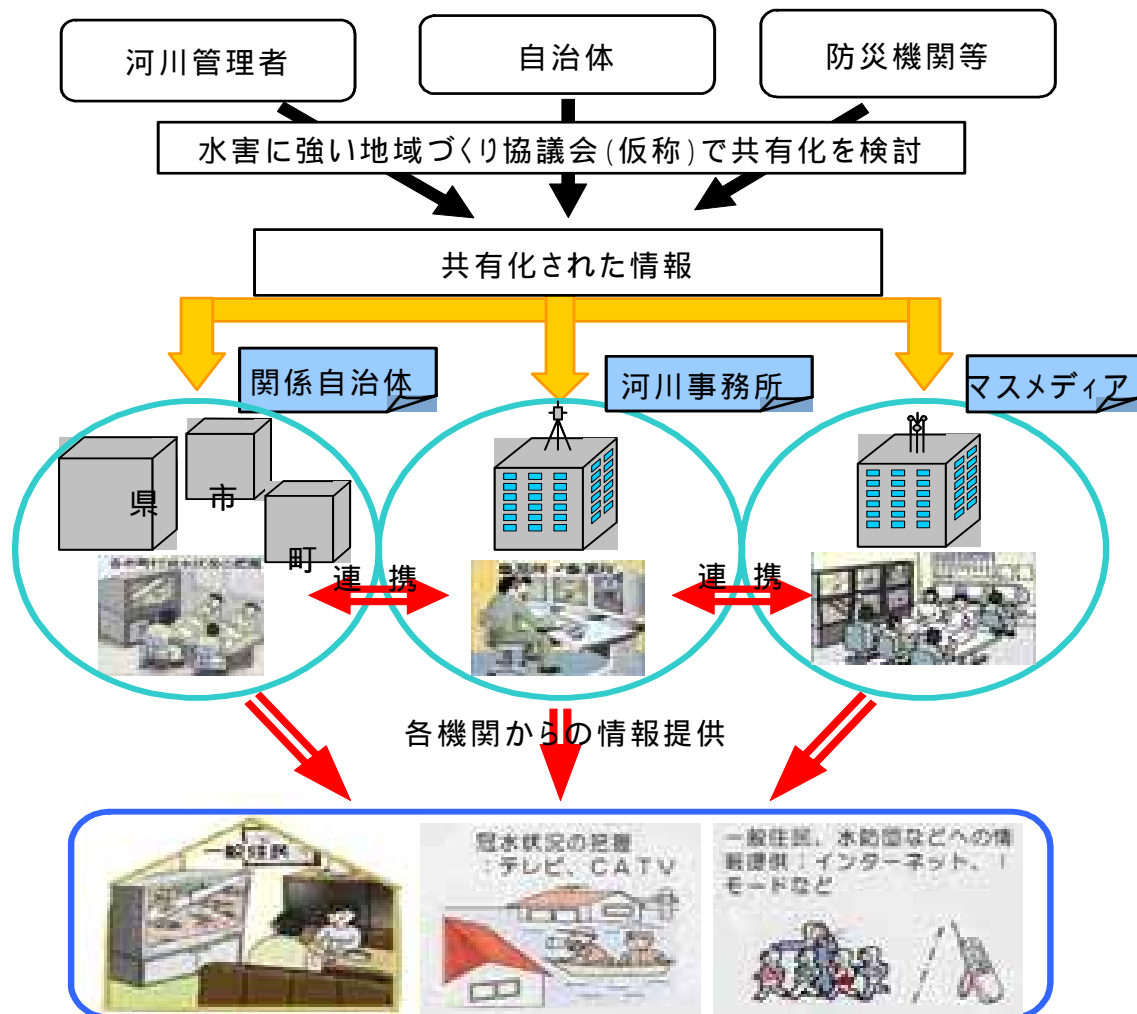 河川管理者
自治体
防災機関等
水害に強い地域づくり協議会(仮称)で共有化を検討
共有化された情報
関係自治体
河川事務所
マスメディア
県
市
町
連携
連携
各機関からの情報提供
一般住民
冠水状況の把握
:テレビ、CATV
一般住民、水防団などへの情
報提供:インターネット、i
モードなど